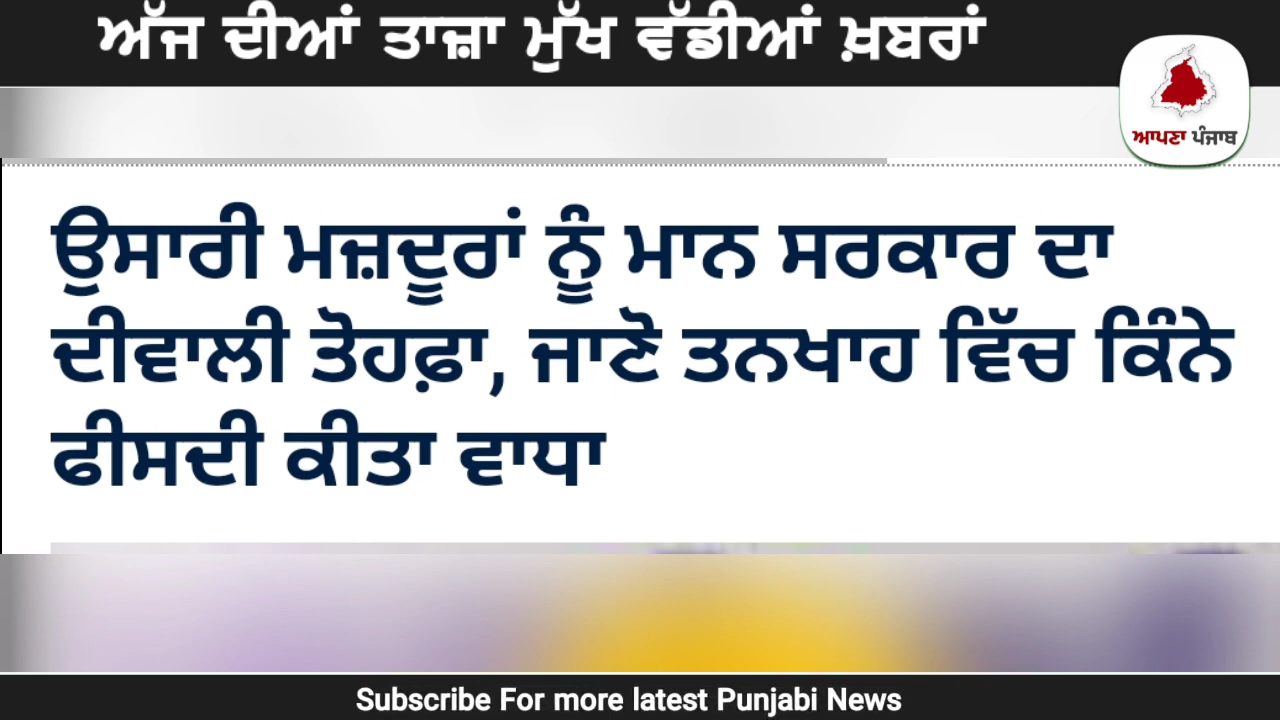 ਅੱਜ ਦੀਆਂ ਤਾਜ਼ਾ ਮੁੱਖ ਵੱਡੀਆਂ ਖ਼ਬਰਾਂ
ਆਪਣਾ ਪੰਜਾਬ
ਉਸਾਰੀ ਮਜ਼ਦੂਰਾਂ ਨੂੰ ਮਾਨ ਸਰਕਾਰ ਦਾ
ਦੀਵਾਲੀ ਤੋਹਫ਼ਾ, ਜਾਣੋ ਤਨਖਾਹ ਵਿੱਚ ਕਿੰਨੇ
ਫੀਸਦੀ ਕੀਤਾ ਵਾਧਾ
Subscribe For more latest Punjabi News